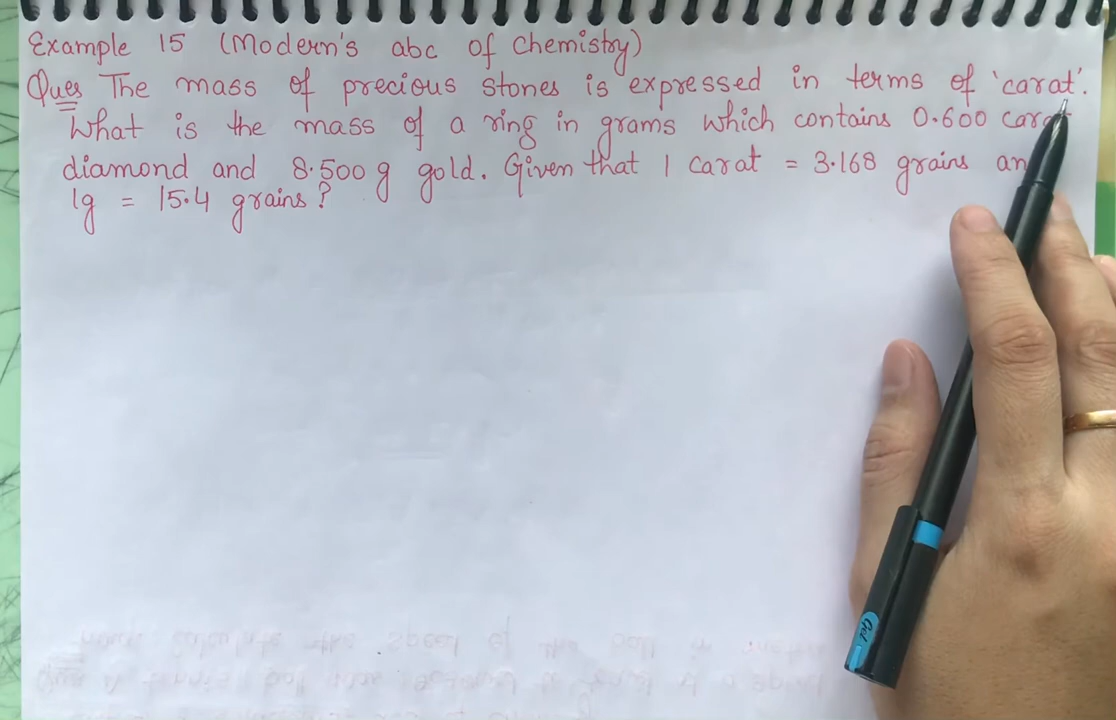 Example 15 (Modern's abc of Chemistry)
Ques The mass of precious stones is expressed in terms of 'carat'.
What is the mass of a ring in grams which contains 0.600
diamond and 8.500 g gold. Given that 1 carat = 3.168 grains
1g = 15.4 grains?
Gel